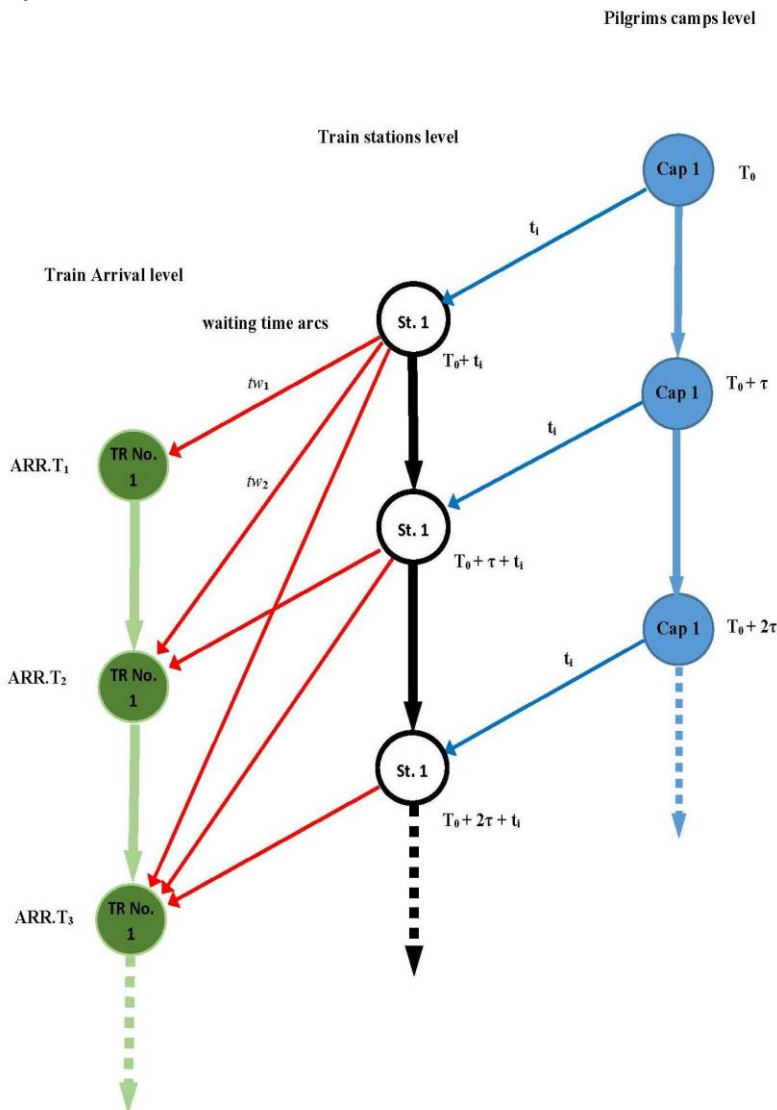 Pilgrims camps level
Train stations level
Cap 1
T₀
tᵢ
Train Arrival level
waiting time arcs
St. 1
T₀+ tᵢ
Cap 1
T₀ + τ
tw₁
tᵢ
ARR.T₁
TR No.
1
tw₂
St. 1
T₀ + τ + tᵢ
Cap 1
T₀ + 2τ
tᵢ
ARR.T₂
TR No.
1
St. 1
T₀ + 2τ + tᵢ
ARR.T₃
TR No.
1